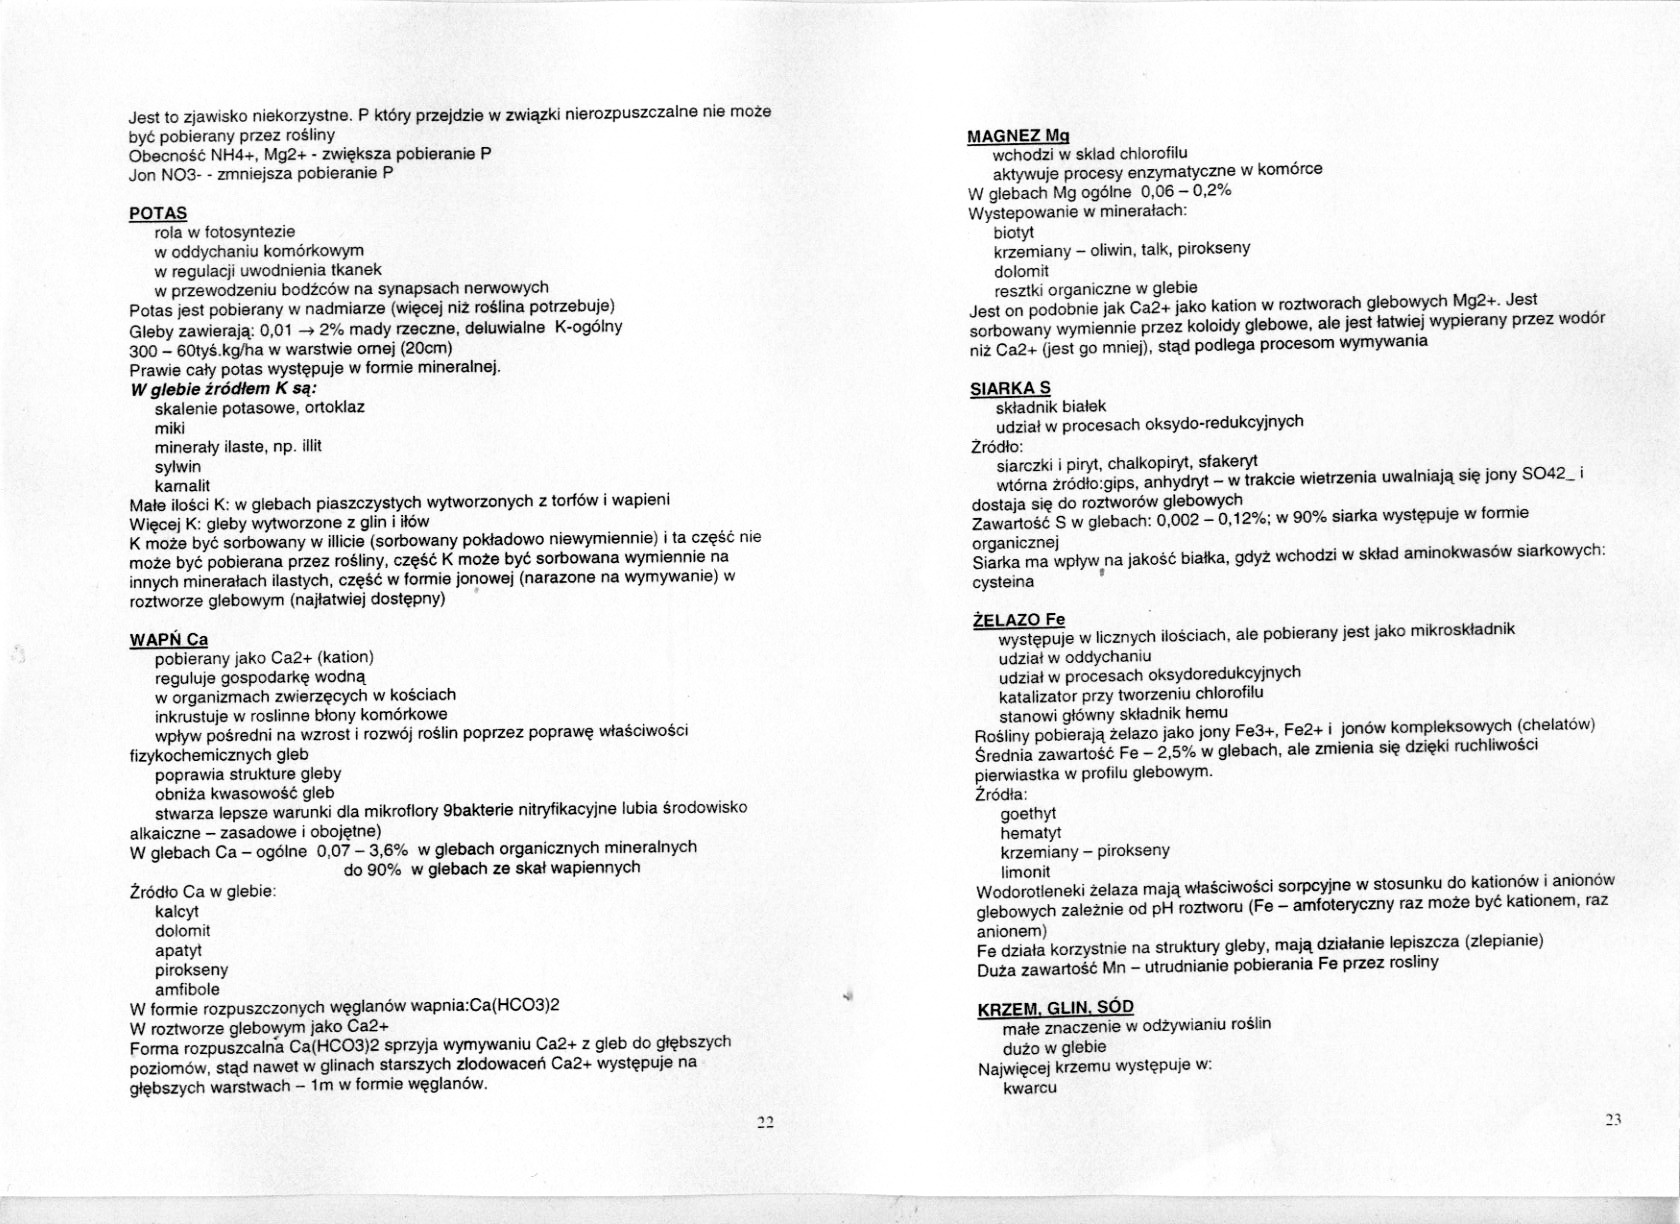 Jest to zjawisko niekorzystne. P który przejdzie w związki nierozpuszczalne nie może
być pobierany przez rośliny
Obecność NH4+, Mg2+ - zwiększa pobieranie P
Jon NO3- - zmniejsza pobieranie P
POTAS
rola w fotosyntezie
w oddychaniu komórkowym
w regulacji uwodnienia tkanek
w przewodzeniu bodźców na synapsach nerwowych
Potas jest pobierany w nadmiarze (więcej niż roślina potrzebuje)
Gleby zawierają: 0,01 → 2% mady rzeczne, deluwialne K-ogólny
300 – 60tyś.kg/ha w warstwie ornej (20cm)
Prawie cały potas występuje w formie mineralnej.
W glebie źródłem K są:
skalenie potasowe, ortoklaz
miki
minerały ilaste, np. illit
sylwin
karnalit
Małe ilości K: w glebach piaszczystych wytworzonych z torfów i wapieni
Więcej K: gleby wytworzone z glin i iłów
K może być sorbowany w illicie (sorbowany pokładowo niewymiennie) i ta część nie
może być pobierana przez rośliny, część K może być sorbowana wymiennie na
innych minerałach ilastych, część w formie jonowej (narazone na wymywanie) w
roztworze glebowym (najłatwiej dostępny)
WAPŃ Ca
pobierany jako Ca2+ (kation)
reguluje gospodarkę wodną
w organizmach zwierzęcych w kościach
inkrustuje w roslinne błony komórkowe
wpływ pośredni na wzrost i rozwój roślin poprzez poprawę właściwości
fizykochemicznych gleb
poprawia strukture gleby
obniża kwasowość gleb
stwarza lepsze warunki dla mikroflory 9bakterie nitryfikacyjne lubia środowisko
alkaiczne – zasadowe i obojętne)
W glebach Ca – ogólne 0,07 – 3,6% w glebach organicznych mineralnych
do 90% w glebach ze skał wapiennych
Źródło Ca w glebie:
kalcyt
dolomit
apatyt
pirokseny
amfibole
W formie rozpuszczonych węglanów wapnia:Ca(HCO3)2
W roztworze glebowym jako Ca2+
Forma rozpuszcalna Ca(HCO3)2 sprzyja wymywaniu Ca2+ z gleb do głębszych
poziomów, stąd nawet w glinach starszych zlodowaceń Ca2+ występuje na
głębszych warstwach – 1m w formie węglanów.
22
MAGNEZ Mg
wchodzi w sklad chlorofilu
aktywuje procesy enzymatyczne w komórce
W glebach Mg ogólne 0,06 – 0,2%
Wystepowanie w minerałach:
biotyt
krzemiany – oliwin, talk, pirokseny
dolomit
resztki organiczne w glebie
Jest on podobnie jak Ca2+ jako kation w roztworach glebowych Mg2+. Jest
sorbowany wymiennie przez koloidy glebowe, ale jest łatwiej wypierany przez wodór
niż Ca2+ (jest go mniej), stąd podlega procesom wymywania
SIARKA S
składnik białek
udział w procesach oksydo-redukcyjnych
Źródło:
siarczki i piryt, chalkopiryt, sfakeryt
wtórna źródło:gips, anhydryt – w trakcie wietrzenia uwalniają się jony SO42_ i
dostaja się do roztworów glebowych
Zawartość S w glebach: 0,002 – 0,12%; w 90% siarka występuje w formie
organicznej
Siarka ma wpływ na jakość białka, gdyż wchodzi w skład aminokwasów siarkowych:
cysteina
ŻELAZO Fe
występuje w licznych ilościach, ale pobierany jest jako mikroskładnik
udział w oddychaniu
udział w procesach oksydoredukcyjnych
katalizator przy tworzeniu chlorofilu
stanowi główny składnik hemu
Rośliny pobierają żelazo jako jony Fe3+, Fe2+ i jonów kompleksowych (chelatów)
Średnia zawartość Fe – 2,5% w glebach, ale zmienia się dzięki ruchliwości
pierwiastka w profilu glebowym.
Źródła:
goethyt
hematyt
krzemiany – pirokseny
limonit
Wodorotleneki żelaza mają właściwości sorpcyjne w stosunku do kationów i anionów
glebowych zależnie od pH roztworu (Fe – amfoteryczny raz może być kationem, raz
anionem)
Fe działa korzystnie na struktury gleby, mają działanie lepiszcza (zlepianie)
Duża zawartość Mn – utrudnianie pobierania Fe przez rosliny
KRZEM, GLIN, SÓD
małe znaczenie w odżywianiu roślin
dużo w glebie
Najwięcej krzemu występuje w:
kwarcu
23